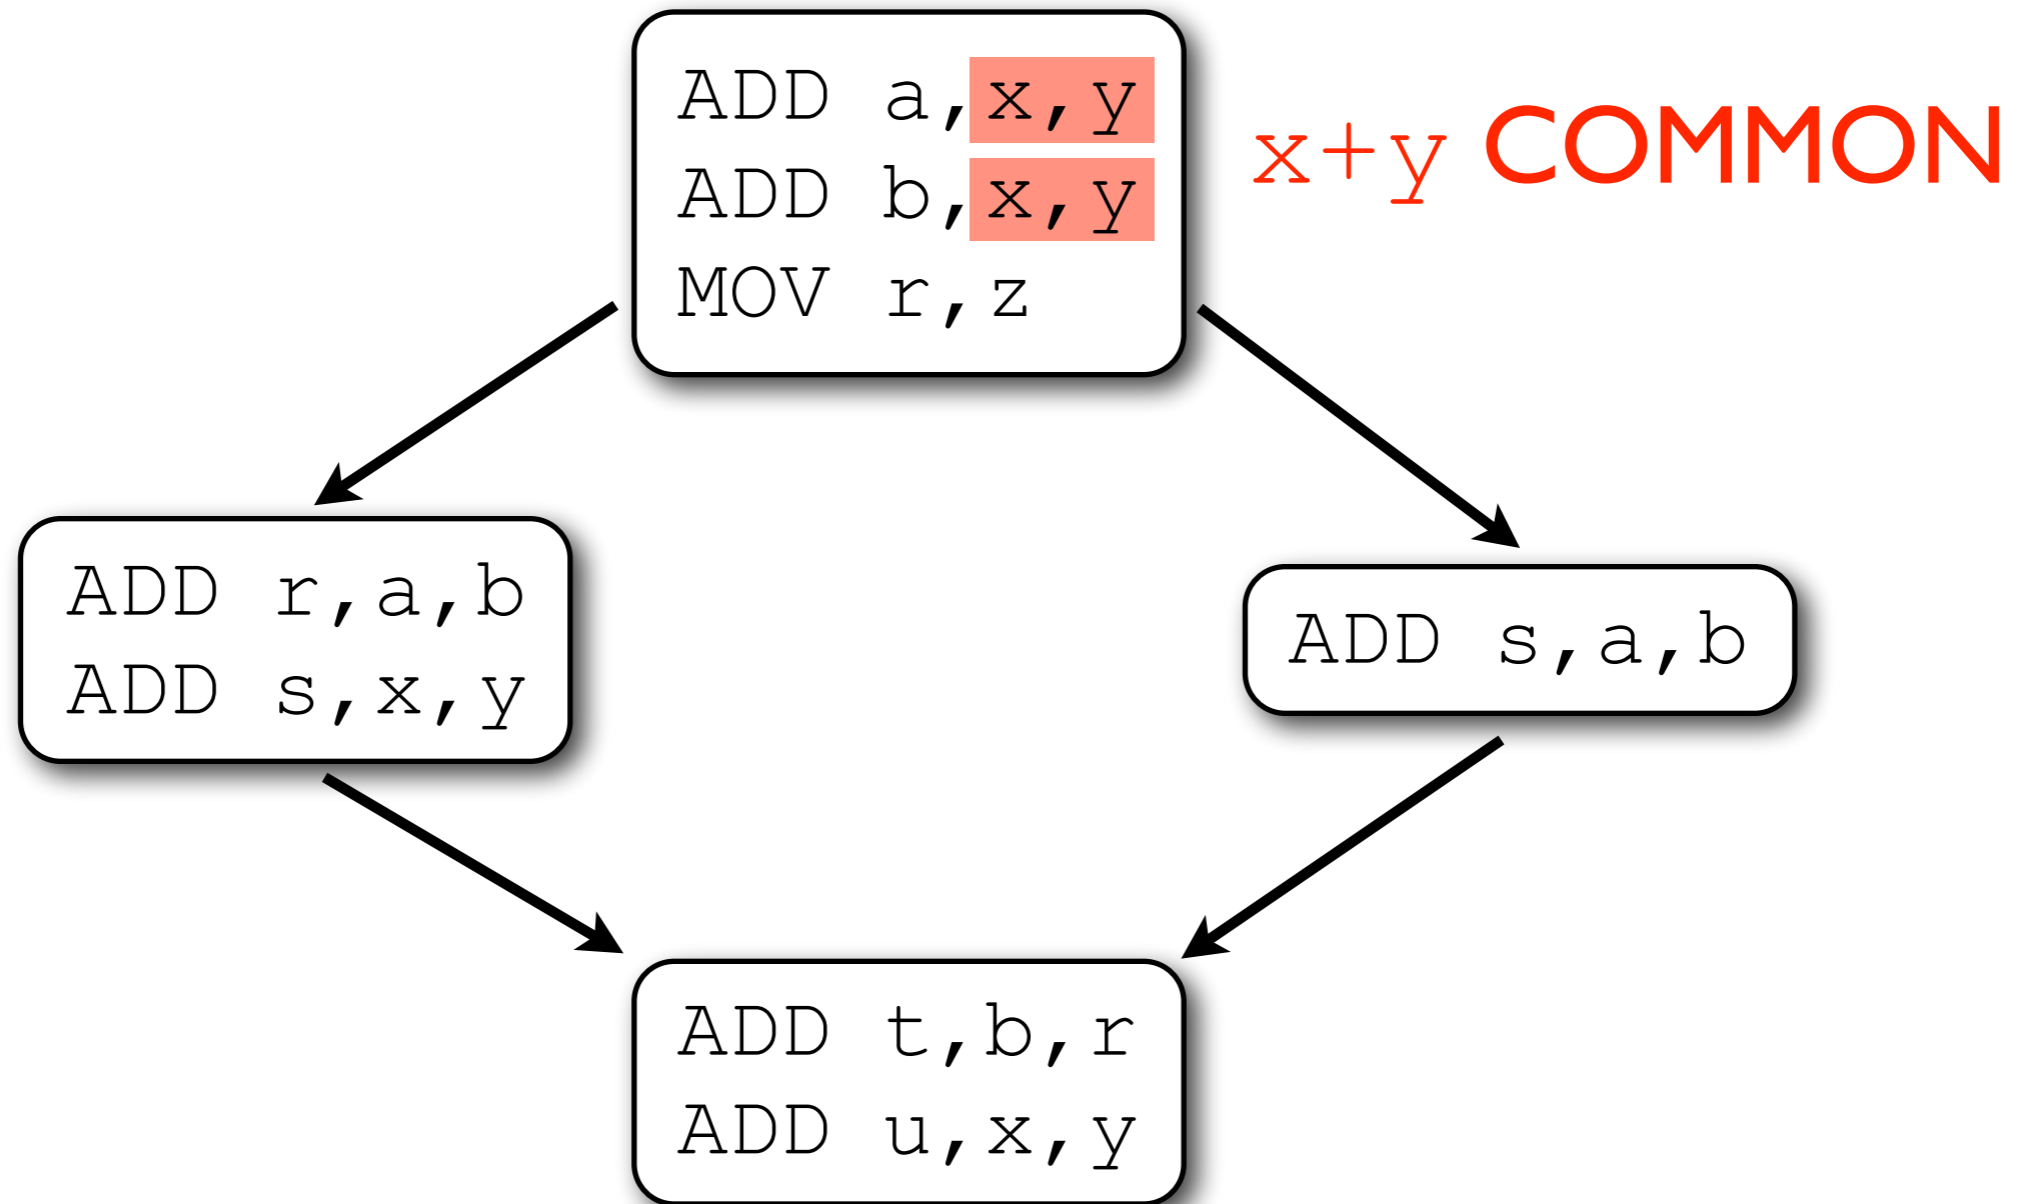 ADD a,x,y
ADD b,x,y
MOV r,z
x+y COMMON
ADD r,a,b
ADD s,x,y
ADD s,a,b
ADD t,b,r
ADD u,x,y